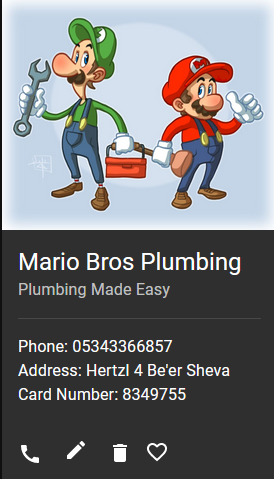 Mario Bros Plumbing
Plumbing Made Easy
Phone: 05343366857
Address: Hertzl 4 Be'er Sheva
Card Number: 8349755